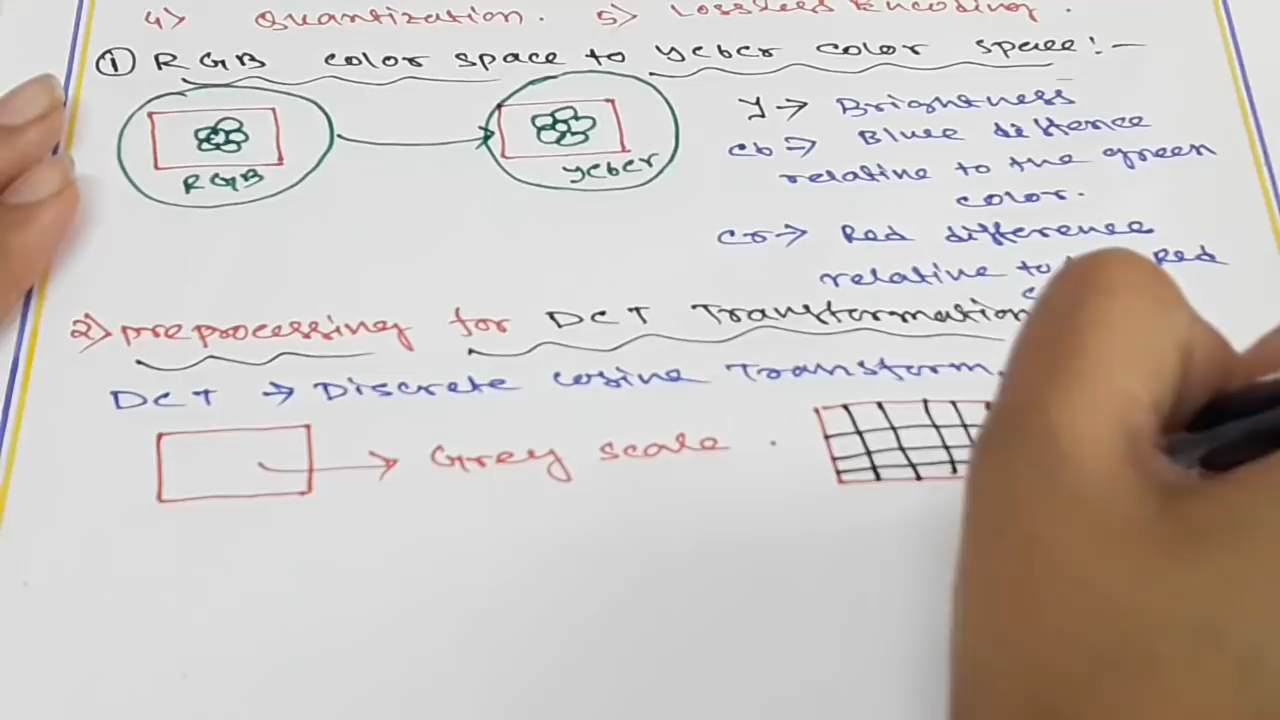 4) Quantization. 5) Lossless Encoding.
① RGB color space to ycbcr color space:-
RGB
ycbcr
y → Brightness
cb → Blue diffence
relative to the green
color.
cr → Red difference
relative to Red
2) preprocessing for DCT Transformation
DCT → Discrete cosine Transform.
→ Grey scale.